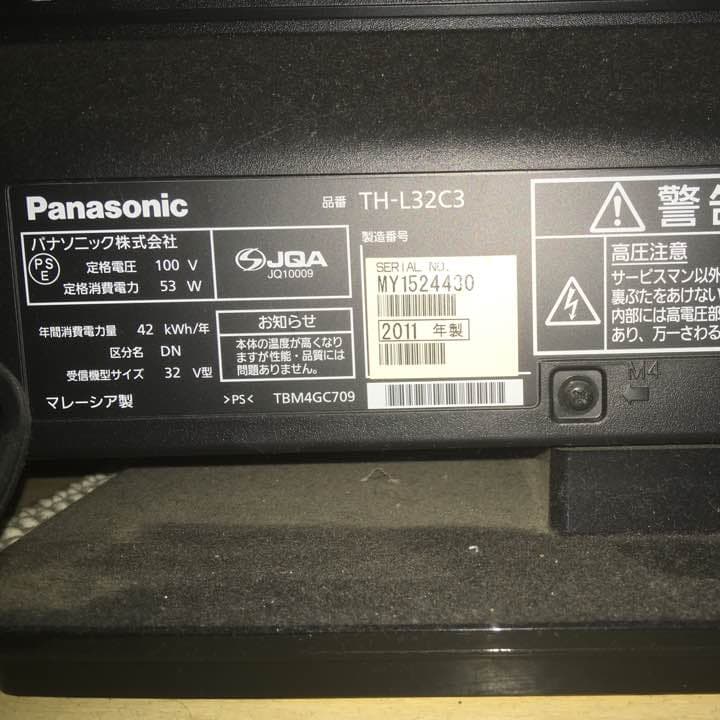 Panasonic
品番 TH-L32C3
パナソニック株式会社
PS
E
定格電圧 100 V
定格消費電力 53 W
JQA
JQ10009
年間消費電力量 42 kWh/年
区分名 DN
受信機型サイズ 32 V型
マレーシア製
お知らせ
本体の温度が高くなり
ますが性能・品質には
問題ありません。
>PS< TBM4GC709
製造番号
SERIAL NO.
MY1524430
2011 年製
警告
高圧注意
サービスマン以外
裏ぶたをあけない
内部には高電圧部
あり、万一さわる
M4